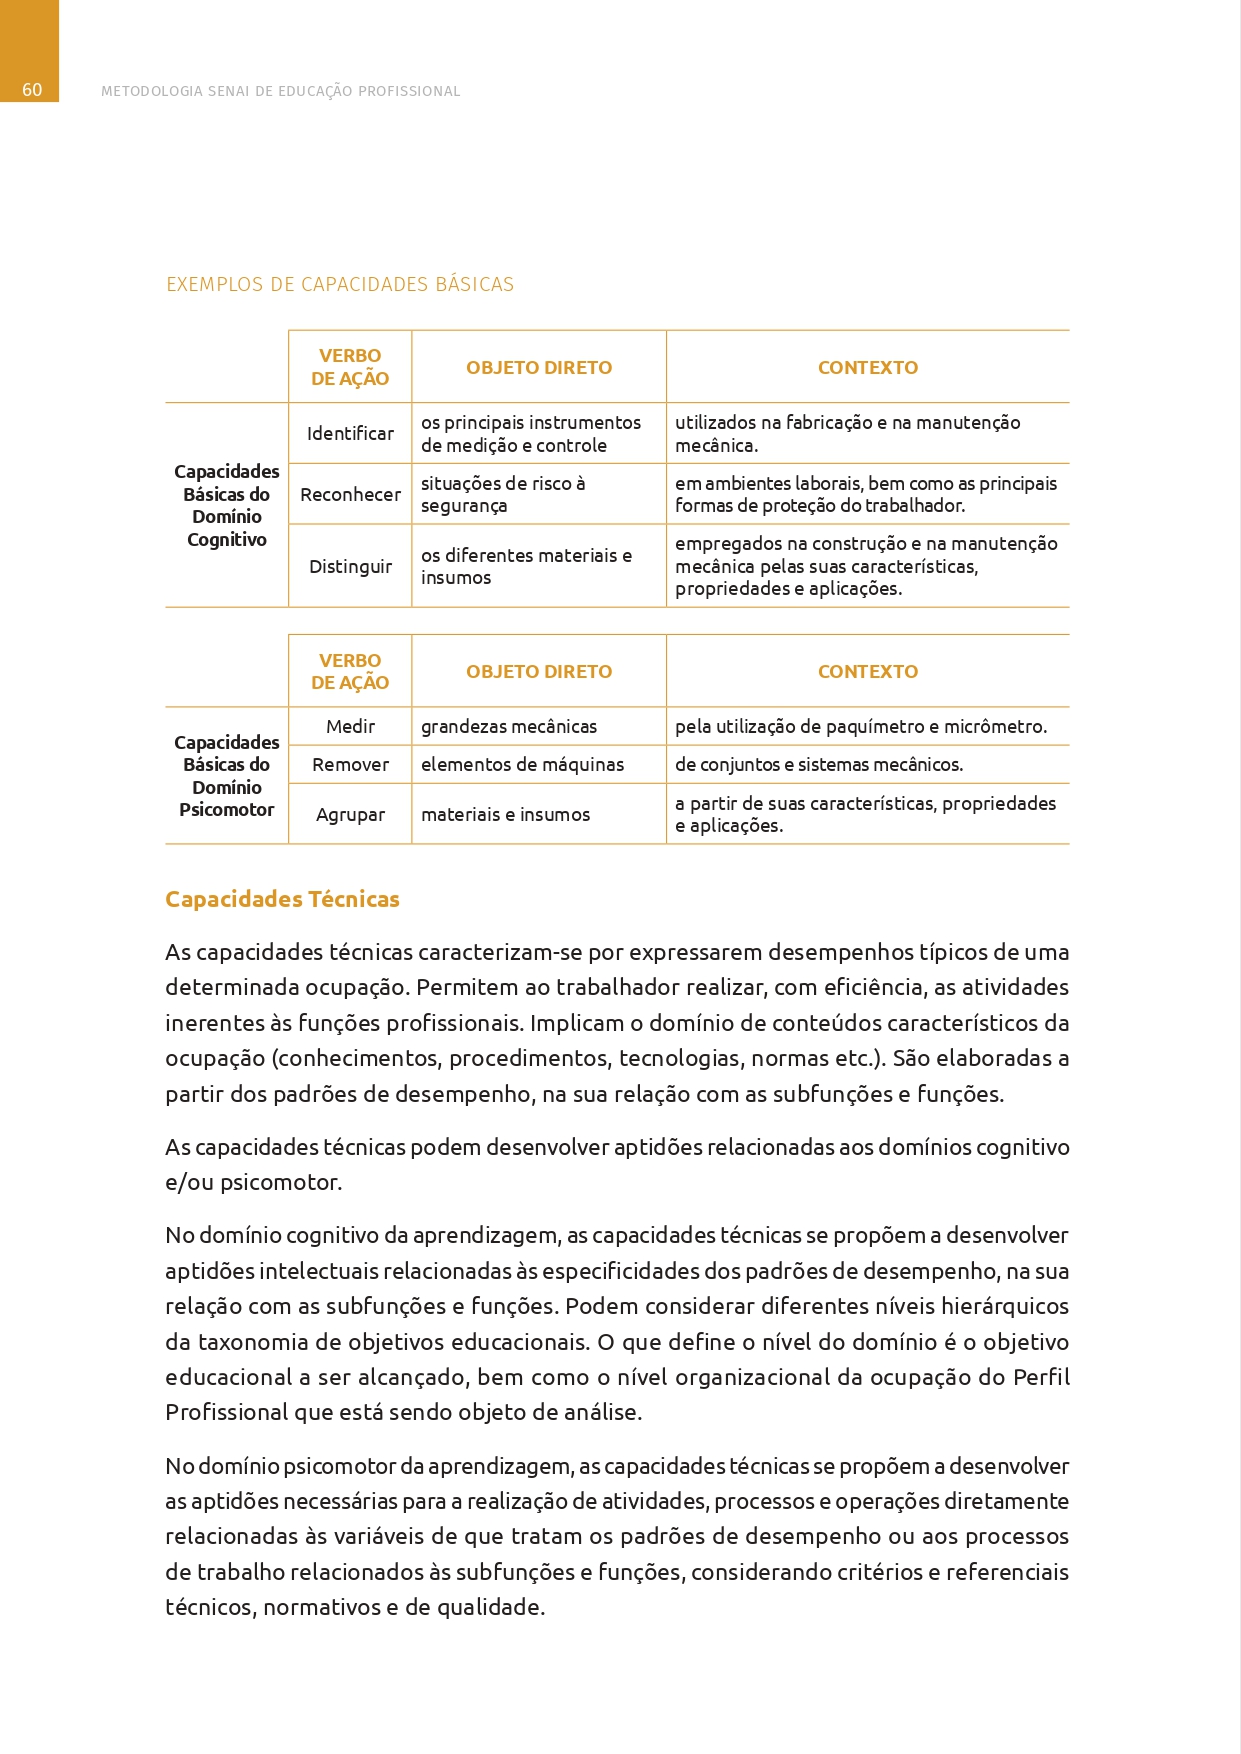 60
METODOLOGIA SENAI DE EDUCAÇÃO PROFISSIONAL
EXEMPLOS DE CAPACIDADES BÁSICAS
VERBO
DE AÇÃO
OBJETO DIRETO
CONTEXTO
Capacidades
Básicas do
Domínio
Cognitivo
Identificar
os principais instrumentos
de medição e controle
utilizados na fabricação e na manutenção
mecânica.
Reconhecer
situações de risco à
segurança
em ambientes laborais, bem como as principais
formas de proteção do trabalhador.
Distinguir
os diferentes materiais e
insumos
empregados na construção e na manutenção
mecânica pelas suas características,
propriedades e aplicações.
VERBO
DE AÇÃO
OBJETO DIRETO
CONTEXTO
Capacidades
Básicas do
Domínio
Psicomotor
Medir
grandezas mecânicas
pela utilização de paquímetro e micrômetro.
Remover
elementos de máquinas
de conjuntos e sistemas mecânicos.
Agrupar
materiais e insumos
a partir de suas características, propriedades
e aplicações.
Capacidades Técnicas
As capacidades técnicas caracterizam-se por expressarem desempenhos típicos de uma
determinada ocupação. Permitem ao trabalhador realizar, com eficiência, as atividades
inerentes às funções profissionais. Implicam o domínio de conteúdos característicos da
ocupação (conhecimentos, procedimentos, tecnologias, normas etc.). São elaboradas a
partir dos padrões de desempenho, na sua relação com as subfunções e funções.
As capacidades técnicas podem desenvolver aptidões relacionadas aos domínios cognitivo
e/ou psicomotor.
No domínio cognitivo da aprendizagem, as capacidades técnicas se propõem a desenvolver
aptidões intelectuais relacionadas às especificidades dos padrões de desempenho, na sua
relação com as subfunções e funções. Podem considerar diferentes níveis hierárquicos
da taxonomia de objetivos educacionais. O que define o nível do domínio é o objetivo
educacional a ser alcançado, bem como o nível organizacional da ocupação do Perfil
Profissional que está sendo objeto de análise.
No domínio psicomotor da aprendizagem, as capacidades técnicas se propõem a desenvolver
as aptidões necessárias para a realização de atividades, processos e operações diretamente
relacionadas às variáveis de que tratam os padrões de desempenho ou aos processos
de trabalho relacionados às subfunções e funções, considerando critérios e referenciais
técnicos, normativos e de qualidade.